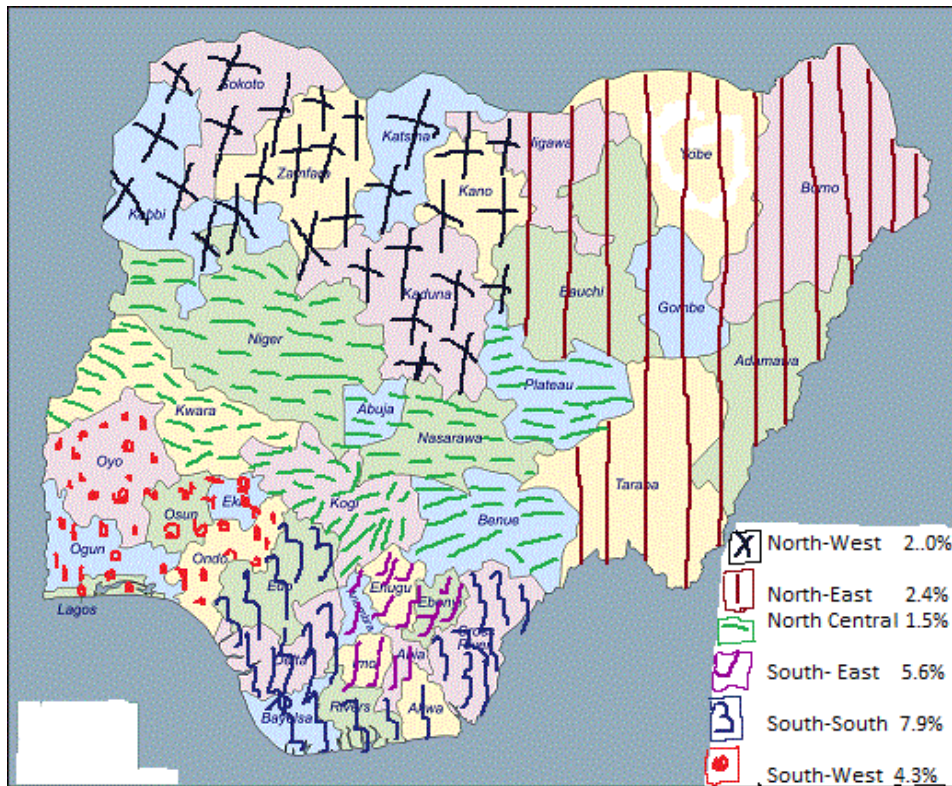 Sokoto
Katsina
Jigawa
Yobe
Zamfara
Kano
Borno
Kebbi
Kaduna
Bauchi
Gombe
Niger
Adamawa
Plateau
Abuja
Kwara
Nasarawa
Oyo
Taraba
Kogi
Osun
Benue
Ogun
Ondo
Enugu
Edo
Ebonyi
Lagos
Cross
River
Delta
Imo
Abia
Rivers
Akwa
Bayelsa
North-West 2..0%
North-East 2.4%
North Central 1.5%
South- East 5.6%
South-South 7.9%
South-West 4.3%